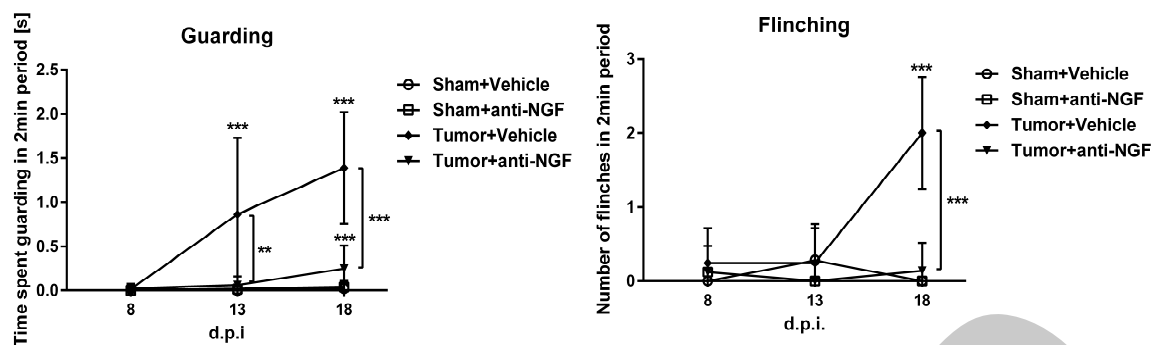 Guarding
Time spent guarding in 2min period [s]
2.5
2.0
1.5
1.0
0.5
0.0
***
***
**
***
***
8
13
18
d.p.i
Sham+Vehicle
Sham+anti-NGF
Tumor+Vehicle
Tumor+anti-NGF
Flinching
Number of flinches in 2min period
3
2
1
0
***
***
8
13
18
d.p.i.
Sham+Vehicle
Sham+anti-NGF
Tumor+Vehicle
Tumor+anti-NGF